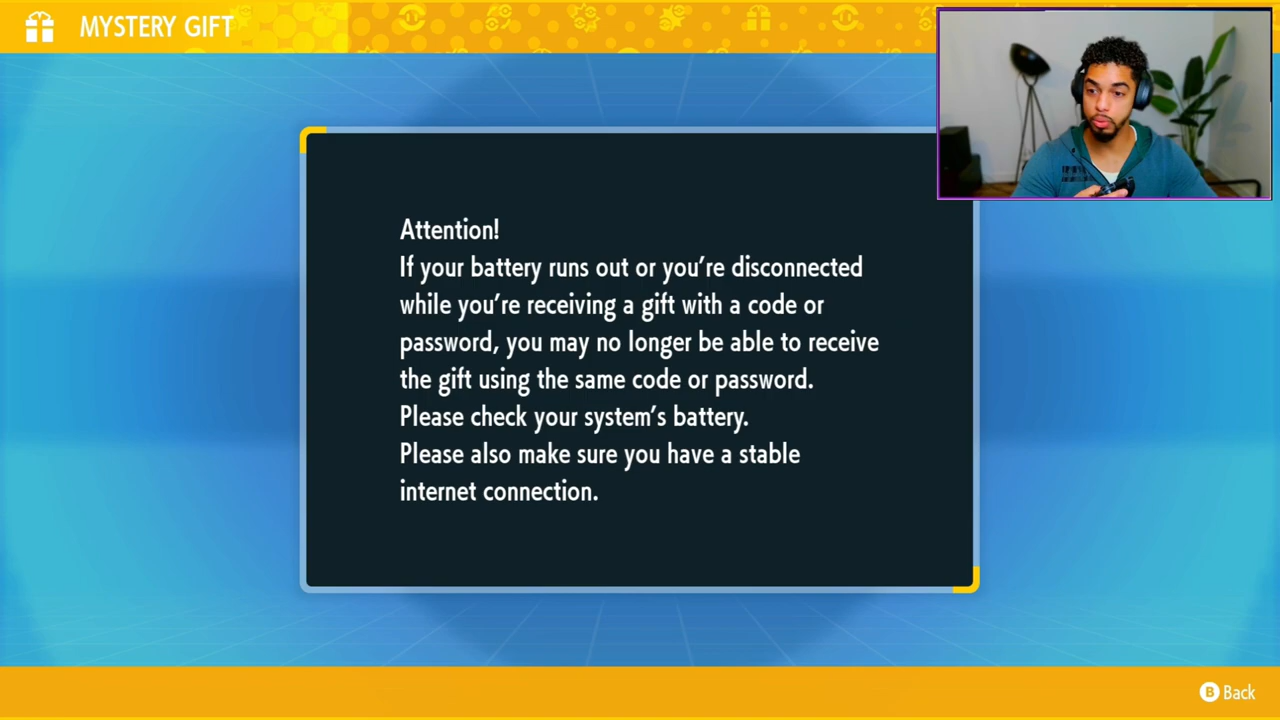 MYSTERY GIFT
Attention!
If your battery runs out or you're disconnected
while you're receiving a gift with a code or
password, you may no longer be able to receive
the gift using the same code or password.
Please check your system's battery.
Please also make sure you have a stable
internet connection.
B Back